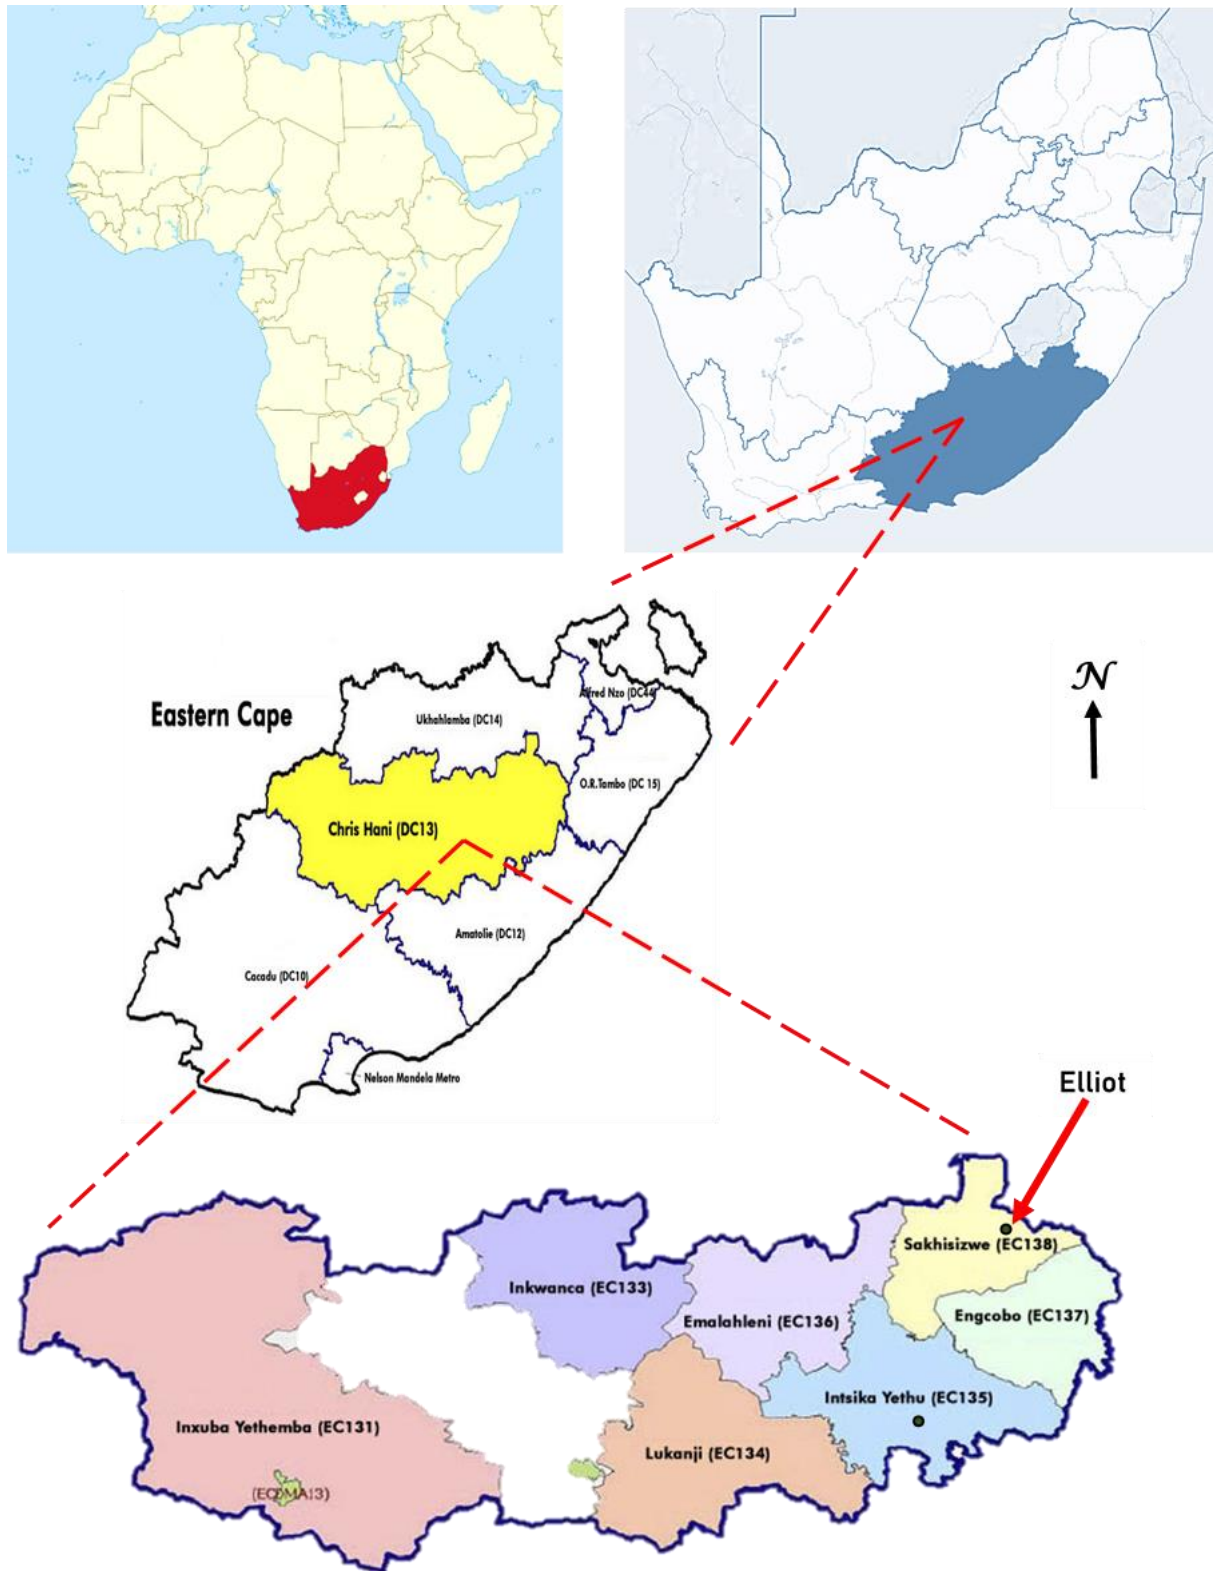 N
Eastern Cape
Alfred Nzo (DC44)
Ukhahlamba (DC14)
O.R.Tambo (DC 15)
Chris Hani (DC13)
Amatolie (DC12)
Cacadu (DC10)
Nelson Mandela Metro
Elliot
Sakhisizwe (EC138)
Inkwanca (EC133)
Engcobo (EC137)
Emalahleni (EC136)
Intsika Yethu (EC135)
Inxuba Yethemba (EC131)
Lukanji (EC134)